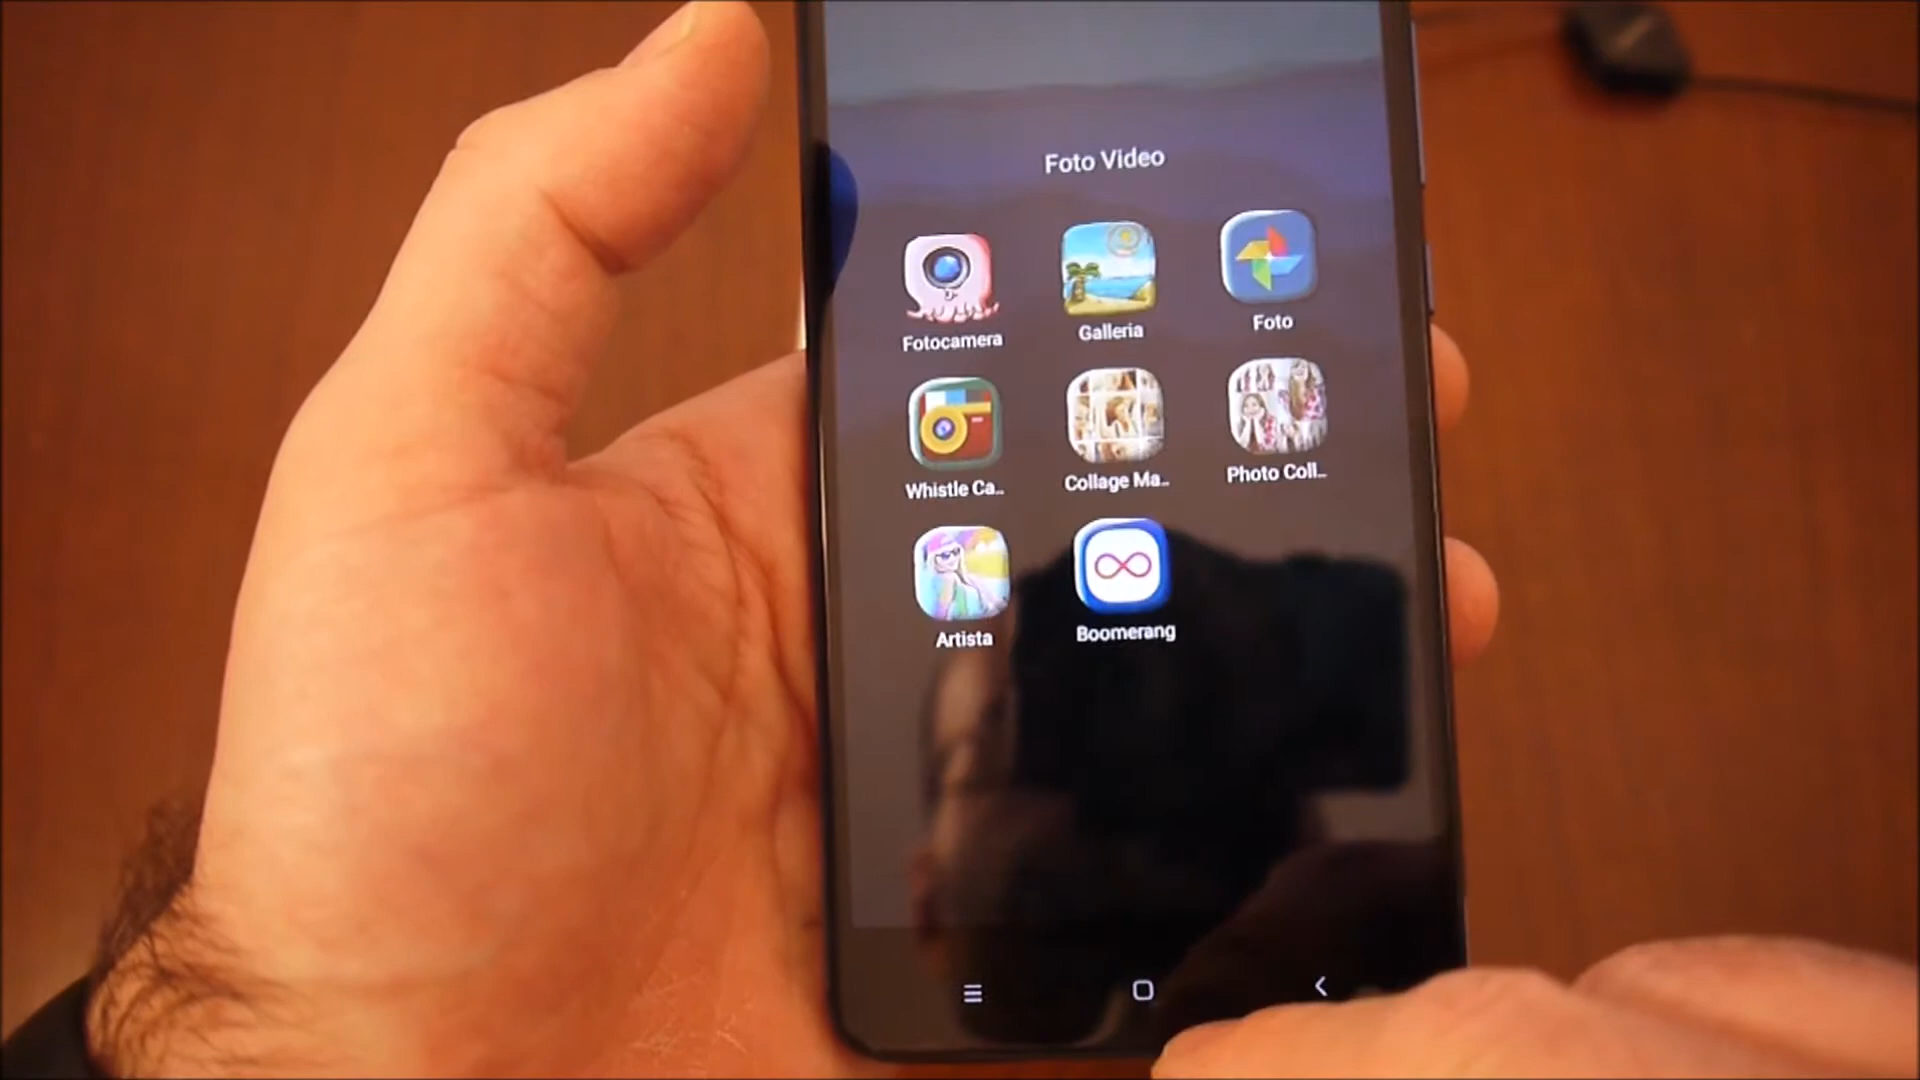 Foto Video
Fotocamera
Galleria
Foto
Whistle Ca..
Collage Ma..
Photo Coll..
Artista
Boomerang